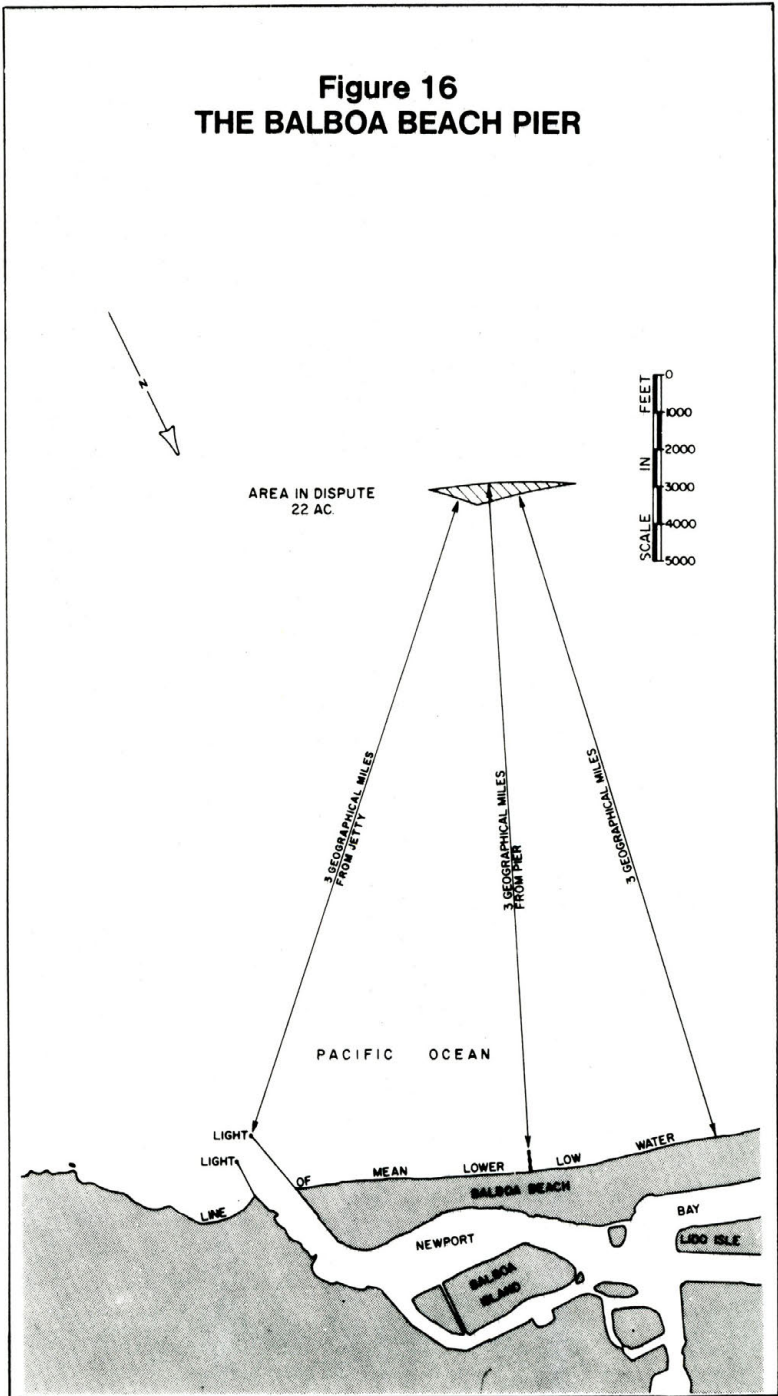 Figure 16
THE BALBOA BEACH PIER
N
AREA IN DISPUTE
22 AC.
SCALE IN FEET
0
1000
2000
3000
4000
5000
3 GEOGRAPHICAL MILES
FROM JETTY
3 GEOGRAPHICAL MILES
FROM PIER
3 GEOGRAPHICAL MILES
PACIFIC OCEAN
LIGHT
LIGHT
LINE OF MEAN LOWER LOW WATER
BALBOA BEACH
NEWPORT BAY
LIDO ISLE
BALBOA
ISLAND